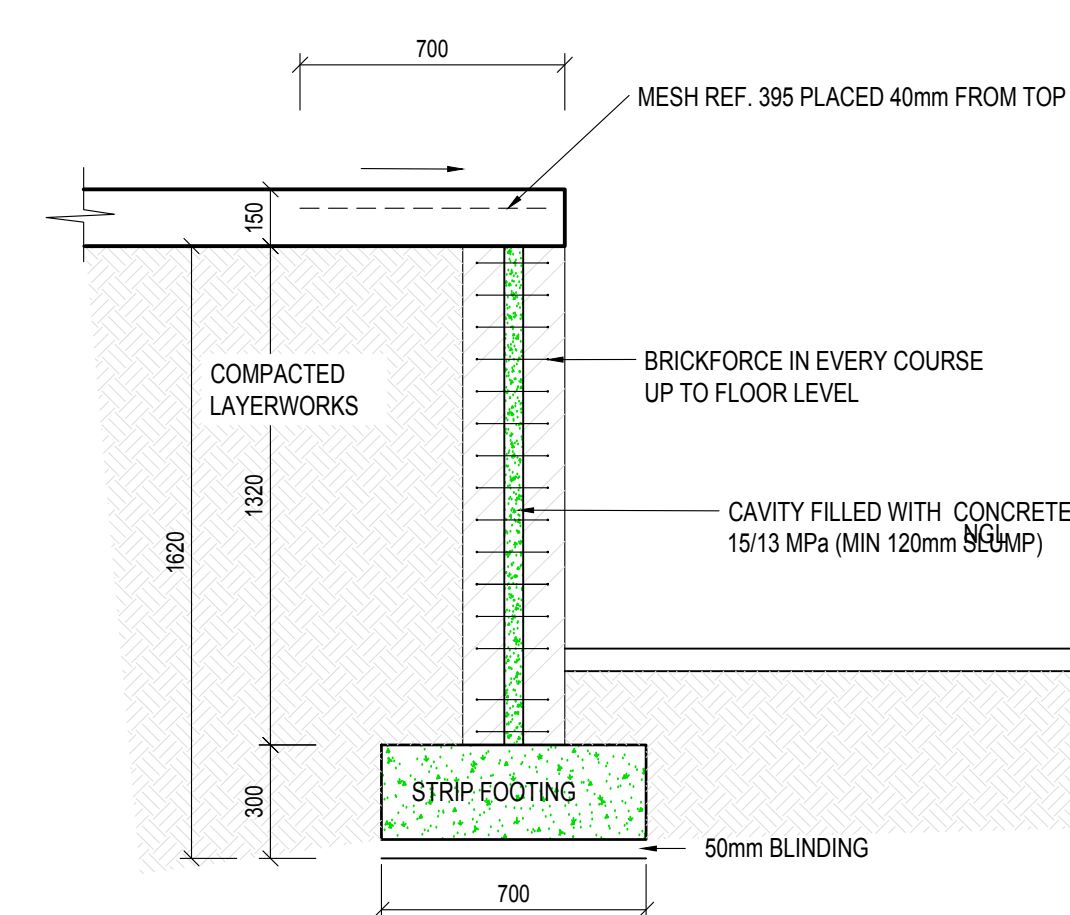 700
MESH REF. 395 PLACED 40mm FROM TOP
150
COMPACTED
LAYERWORKS
BRICKFORCE IN EVERY COURSE
UP TO FLOOR LEVEL
1320
1620
CAVITY FILLED WITH CONCRETE
NGL
15/13 MPa (MIN 120mm SLUMP)
300
STRIP FOOTING
50mm BLINDING
700